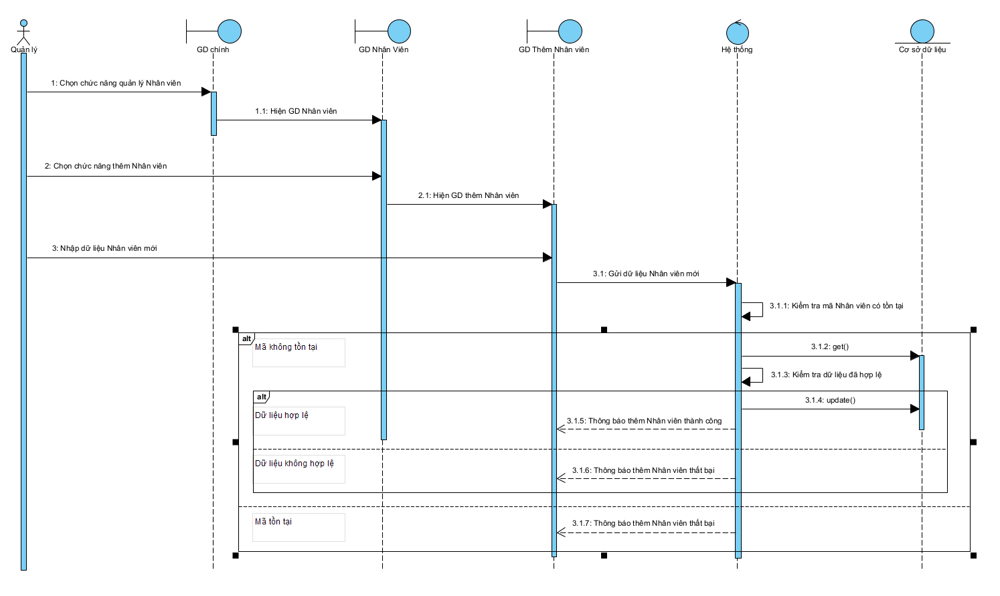 Quản lý
GD chính
GD Nhân Viên
GD Thêm Nhân viên
Hệ thống
Cơ sở dữ liệu
1: Chọn chức năng quản lý Nhân viên
1.1: Hiện GD Nhân viên
2: Chọn chức năng thêm Nhân viên
2.1: Hiện GD thêm Nhân viên
3: Nhập dữ liệu Nhân viên mới
3.1: Gửi dữ liệu Nhân viên mới
3.1.1: Kiểm tra mã Nhân viên có tồn tại
alt
Mã không tồn tại
3.1.2: get()
3.1.3: Kiểm tra dữ liệu đã hợp lệ
alt
3.1.4: update()
Dữ liệu hợp lệ
3.1.5: Thông báo thêm Nhân viên thành công
Dữ liệu không hợp lệ
3.1.6: Thông báo thêm Nhân viên thất bại
Mã tồn tại
3.1.7: Thông báo thêm Nhân viên thất bại